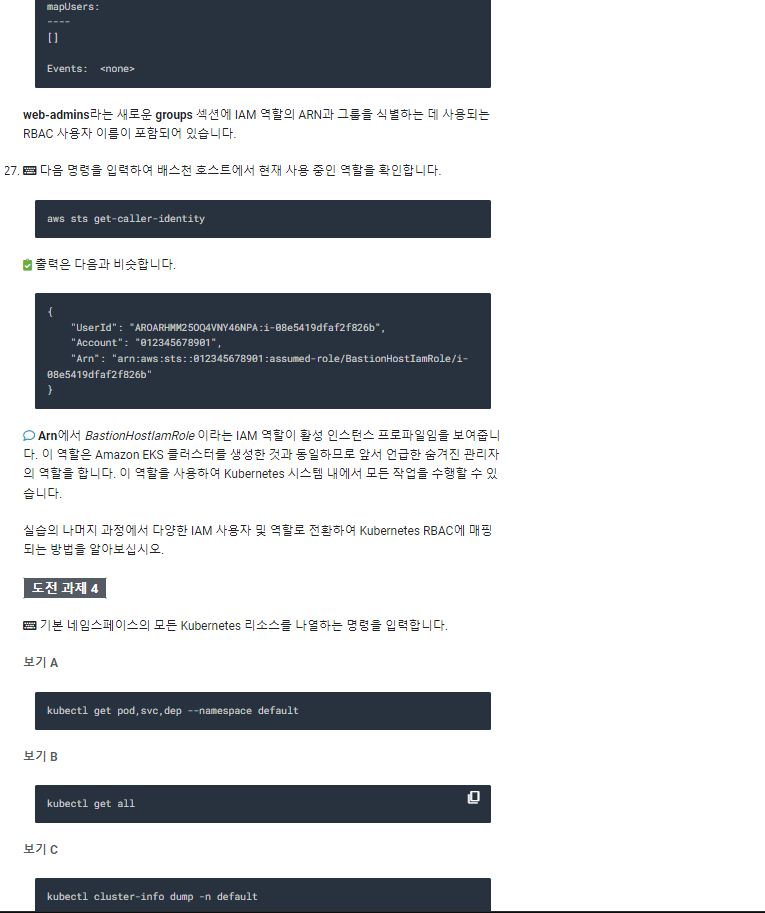 mapUsers:
----
[]
Events:  <none>
web-admins라는 새로운 groups 섹션에 IAM 역할의 ARN과 그룹을 식별하는 데 사용되는
RBAC 사용자 이름이 포함되어 있습니다.
27. 다음 명령을 입력하여 배스천 호스트에서 현재 사용 중인 역할을 확인합니다.
aws sts get-caller-identity
출력은 다음과 비슷합니다.
{
    "UserId": "AROARHMM25OQ4VNY46NPA:i-08e5419dfaf2f826b",
    "Account": "012345678901",
    "Arn": "arn:aws:sts::012345678901:assumed-role/BastionHostIamRole/i-
08e5419dfaf2f826b"
}
Arn에서 BastionHostIamRole 이라는 IAM 역할이 활성 인스턴스 프로파일임을 보여줍니
다. 이 역할은 Amazon EKS 클러스터를 생성한 것과 동일하므로 앞서 언급한 숨겨진 관리자
의 역할을 합니다. 이 역할을 사용하여 Kubernetes 시스템 내에서 모든 작업을 수행할 수 있
습니다.
실습의 나머지 과정에서 다양한 IAM 사용자 및 역할로 전환하여 Kubernetes RBAC에 매핑
되는 방법을 알아보십시오.
도전 과제 4
기본 네임스페이스의 모든 Kubernetes 리소스를 나열하는 명령을 입력합니다.
보기 A
kubectl get pod,svc,dep --namespace default
보기 B
kubectl get all
보기 C
kubectl cluster-info dump -n default